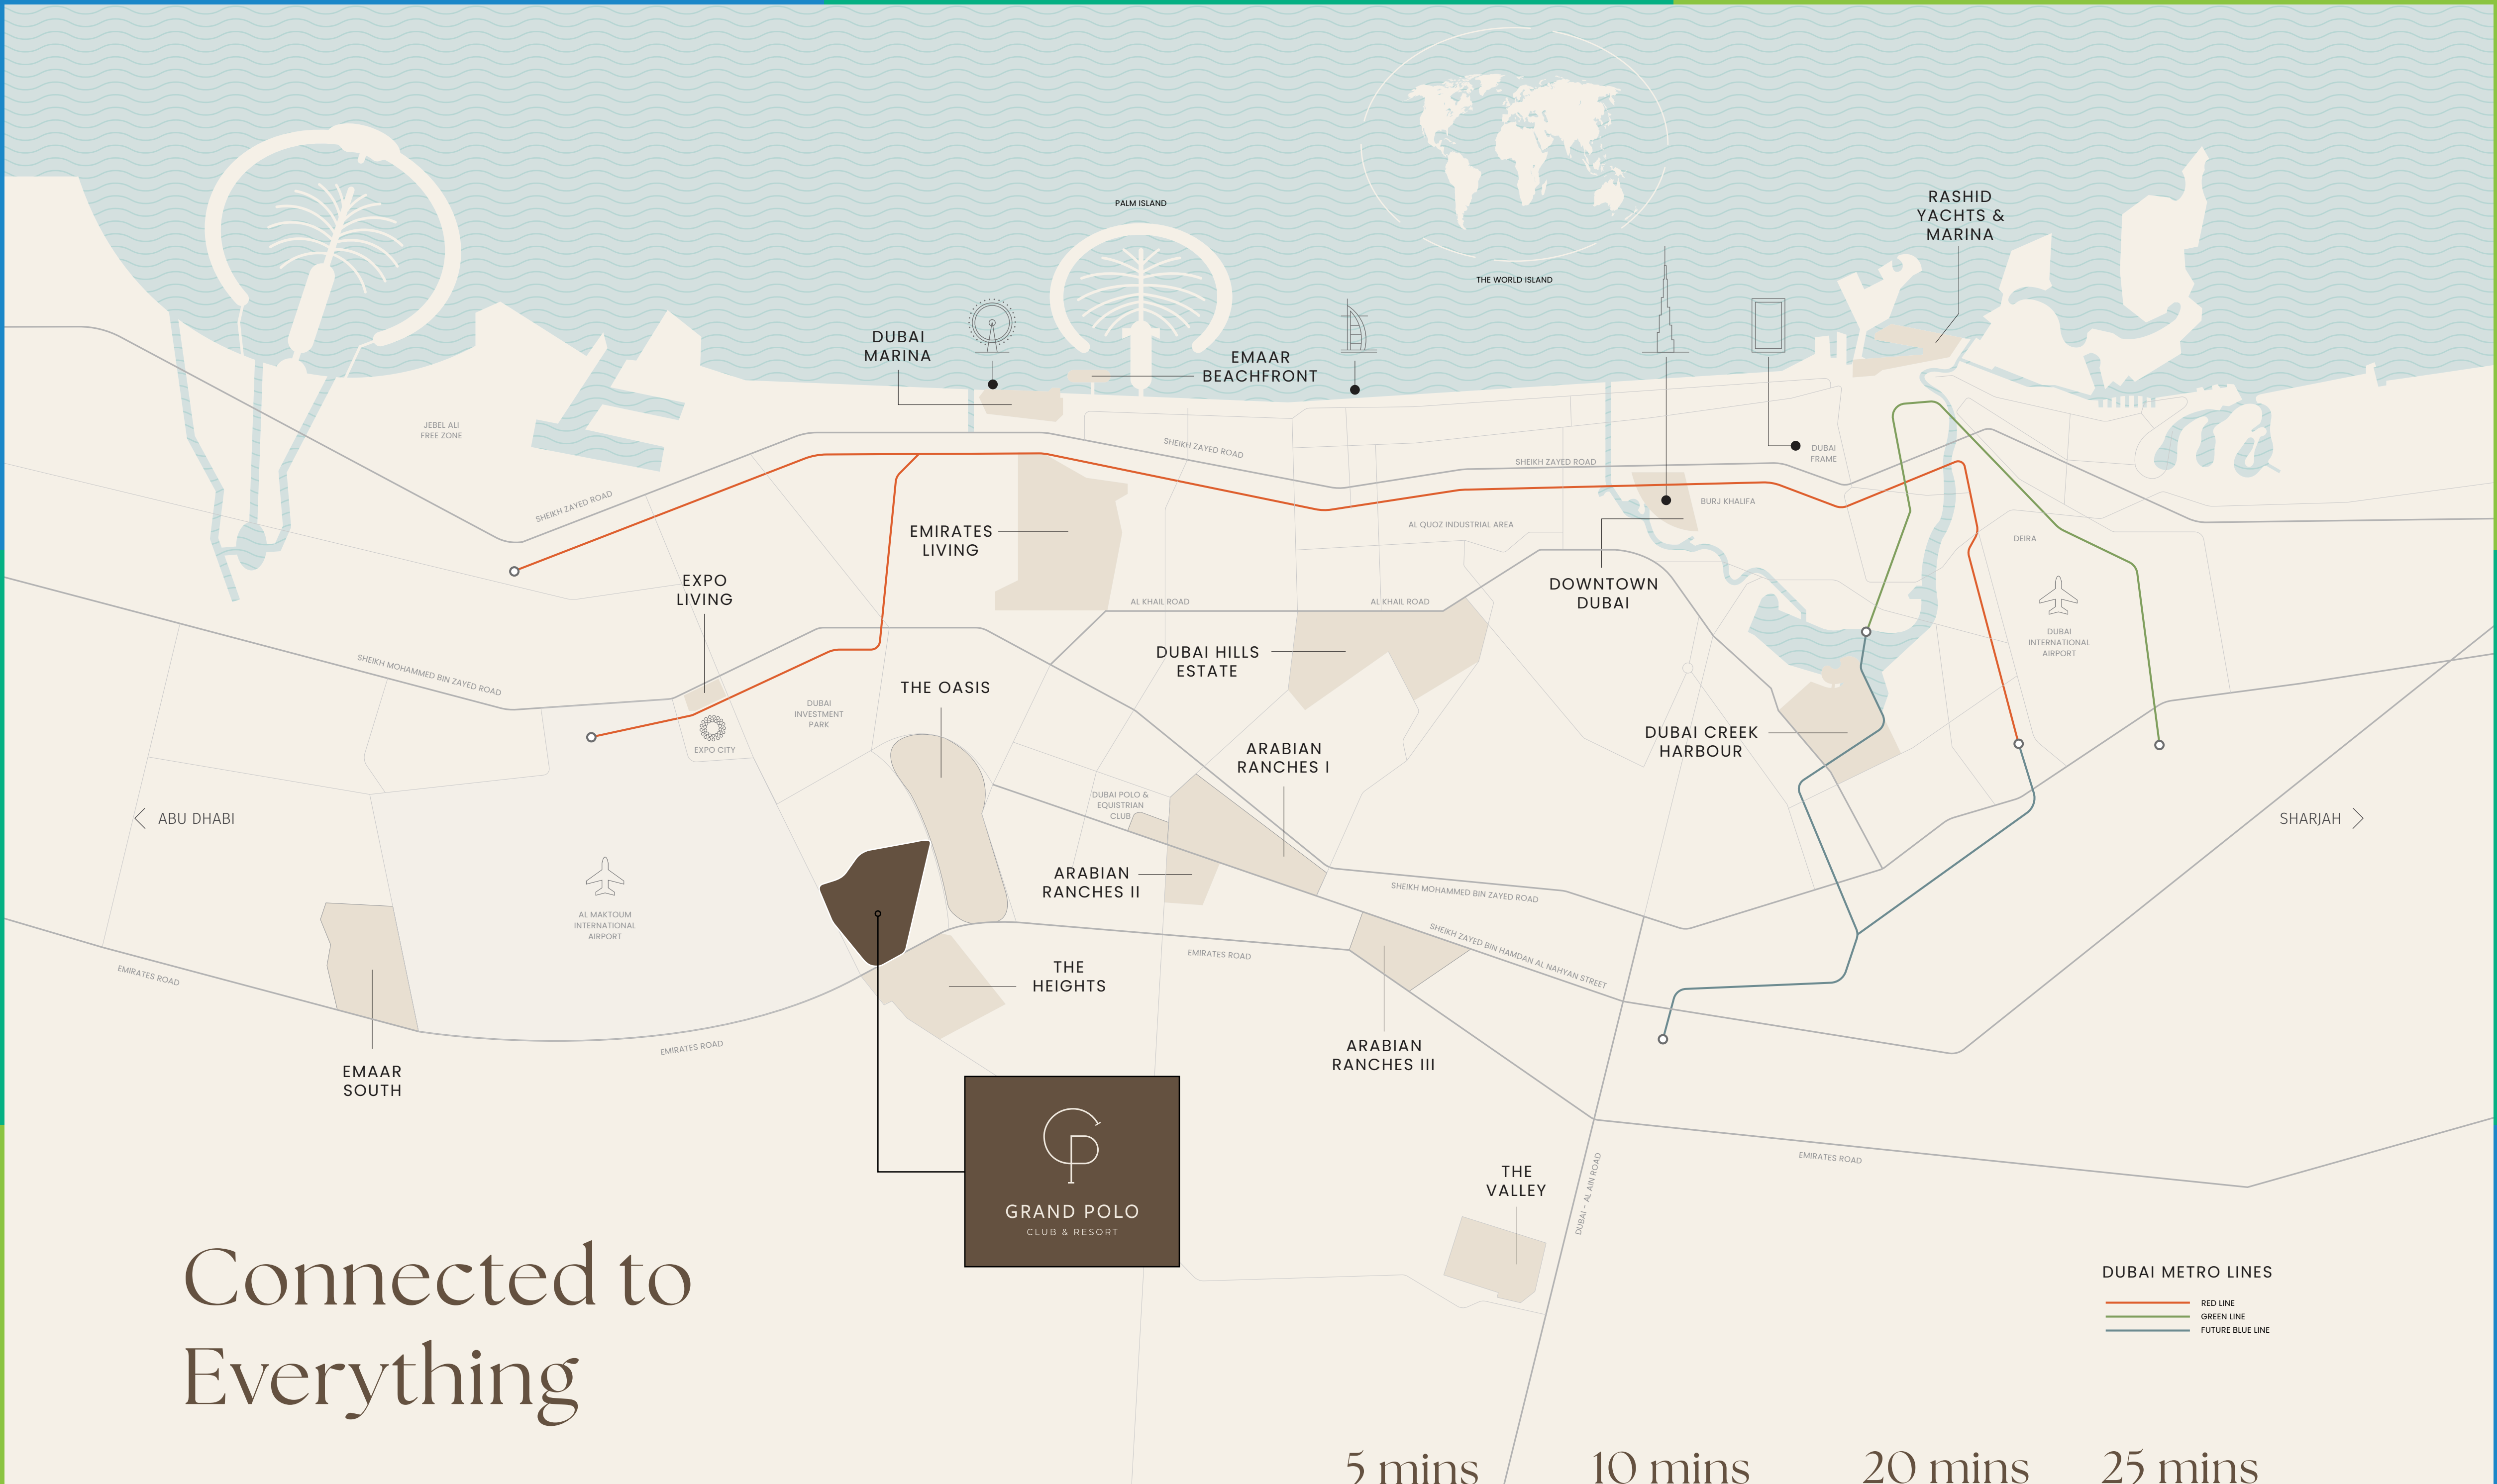 PALM ISLAND
THE WORLD ISLAND
RASHID
YACHTS &
MARINA
DUBAI
MARINA
EMAAR
BEACHFRONT
JEBEL ALI
FREE ZONE
SHEIKH ZAYED ROAD
SHEIKH ZAYED ROAD
SHEIKH ZAYED ROAD
DUBAI
FRAME
BURJ KHALIFA
AL QUOZ INDUSTRIAL AREA
DEIRA
EMIRATES
LIVING
EXPO
LIVING
DOWNTOWN
DUBAI
AL KHAIL ROAD
AL KHAIL ROAD
DUBAI
INTERNATIONAL
AIRPORT
SHEIKH MOHAMMED BIN ZAYED ROAD
DUBAI HILLS
ESTATE
THE OASIS
DUBAI
INVESTMENT
PARK
EXPO CITY
DUBAI CREEK
HARBOUR
ARABIAN
RANCHES I
DUBAI POLO &
EQUISTRIAN
CLUB
ABU DHABI
SHARJAH
ARABIAN
RANCHES II
SHEIKH MOHAMMED BIN ZAYED ROAD
AL MAKTOUM
INTERNATIONAL
AIRPORT
SHEIKH ZAYED BIN HAMDAN AL NAHYAN STREET
EMIRATES ROAD
EMIRATES ROAD
THE
HEIGHTS
EMIRATES ROAD
ARABIAN
RANCHES III
EMAAR
SOUTH
GRAND POLO
CLUB & RESORT
THE
VALLEY
DUBAI - AL AIN ROAD
EMIRATES ROAD
Connected to
Everything
DUBAI METRO LINES
RED LINE
GREEN LINE
FUTURE BLUE LINE
5 mins
10 mins
20 mins
25 mins